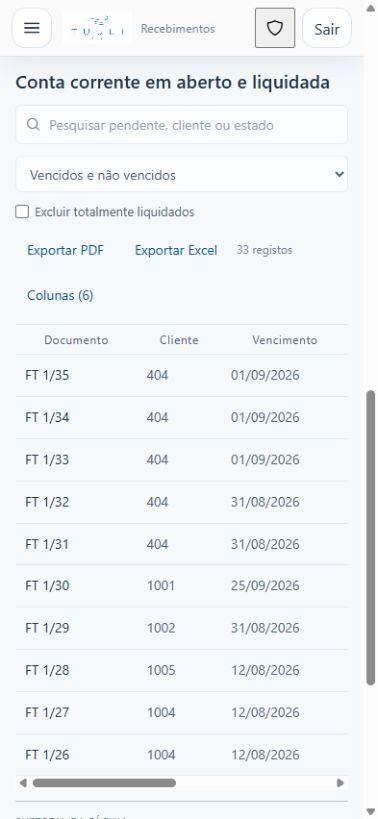 TUULI
Recebimentos
Sair
Conta corrente em aberto e liquidada
Pesquisar pendente, cliente ou estado
Vencidos e não vencidos
Excluir totalmente liquidados
Exportar PDF Exportar Excel 33 registos
Colunas (6)
Documento Cliente Vencimento
FT 1/35 404 01/09/2026
FT 1/34 404 01/09/2026
FT 1/33 404 01/09/2026
FT 1/32 404 31/08/2026
FT 1/31 404 31/08/2026
FT 1/30 1001 25/09/2026
FT 1/29 1002 31/08/2026
FT 1/28 1005 12/08/2026
FT 1/27 1004 12/08/2026
FT 1/26 1004 12/08/2026